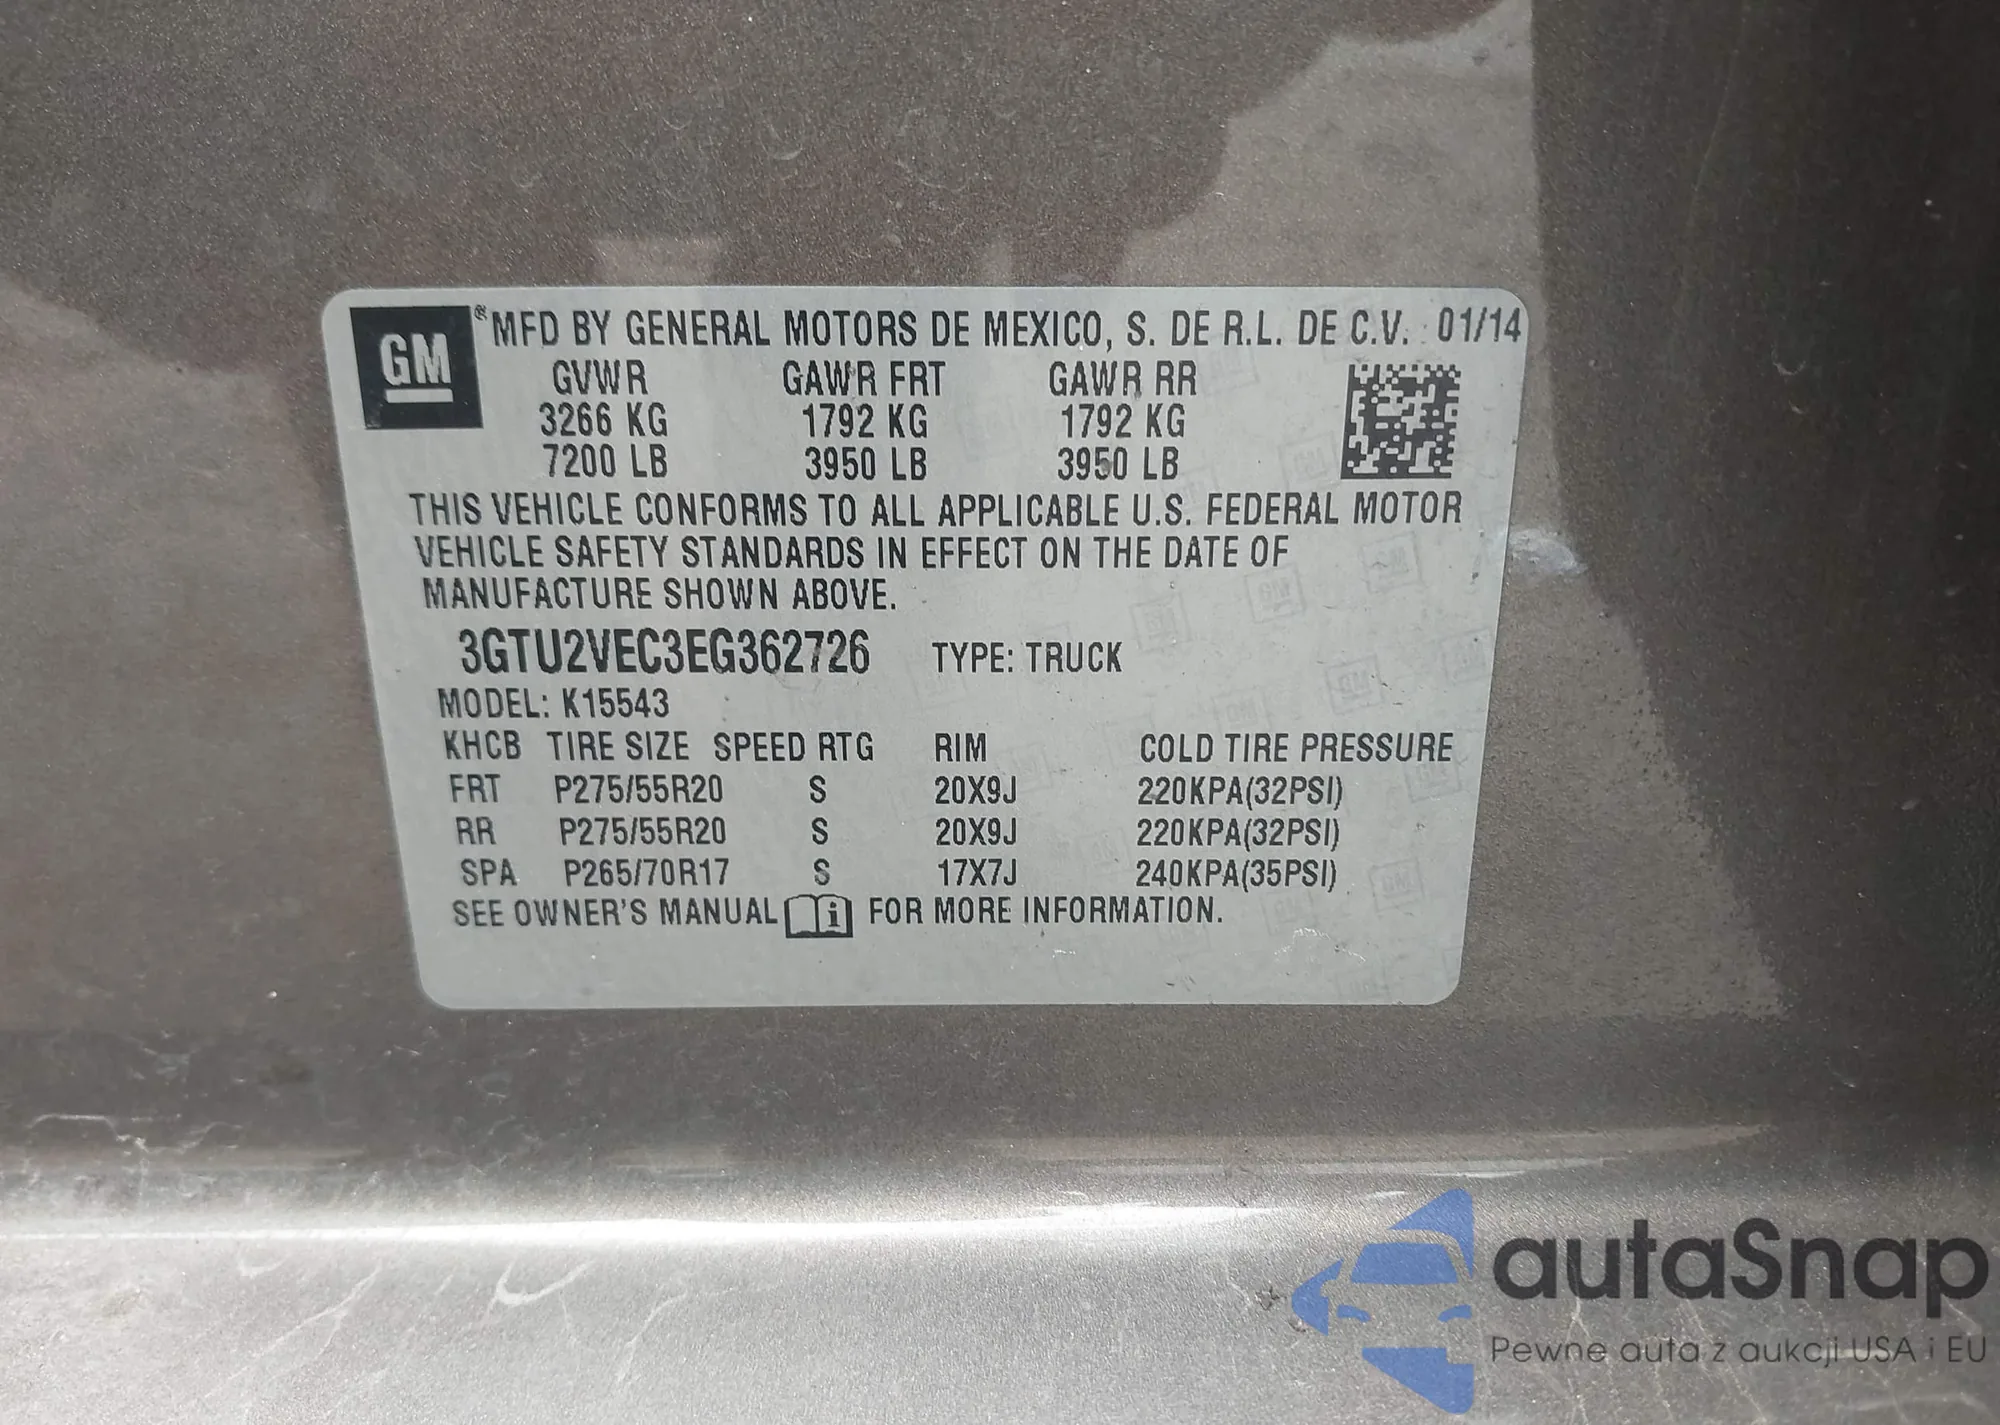 GM ® MFD BY GENERAL MOTORS DE MEXICO, S. DE R.L. DE C.V. 01/14
GVWR GAWR FRT GAWR RR
3266 KG 1792 KG 1792 KG
7200 LB 3950 LB 3950 LB
THIS VEHICLE CONFORMS TO ALL APPLICABLE U.S. FEDERAL MOTOR
VEHICLE SAFETY STANDARDS IN EFFECT ON THE DATE OF
MANUFACTURE SHOWN ABOVE.
3GTU2VEC3EG362726 TYPE: TRUCK
MODEL: K15543
KHCB TIRE SIZE SPEED RTG RIM COLD TIRE PRESSURE
FRT P275/55R20 S 20X9J 220KPA(32PSI)
RR P275/55R20 S 20X9J 220KPA(32PSI)
SPA P265/70R17 S 17X7J 240KPA(35PSI)
SEE OWNER'S MANUAL i FOR MORE INFORMATION.
autaSnap
Pewne auta z aukcji USA i EU